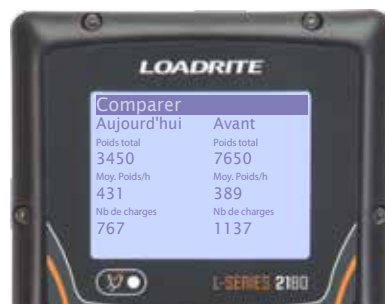 LOADRITE
Comparer
Aujourd'hui Avant
Poids total Poids total
3450 7650
Moy. Poids/h Moy. Poids/h
431 389
Nb de charges Nb de charges
767 1137
L-SERIES 2180